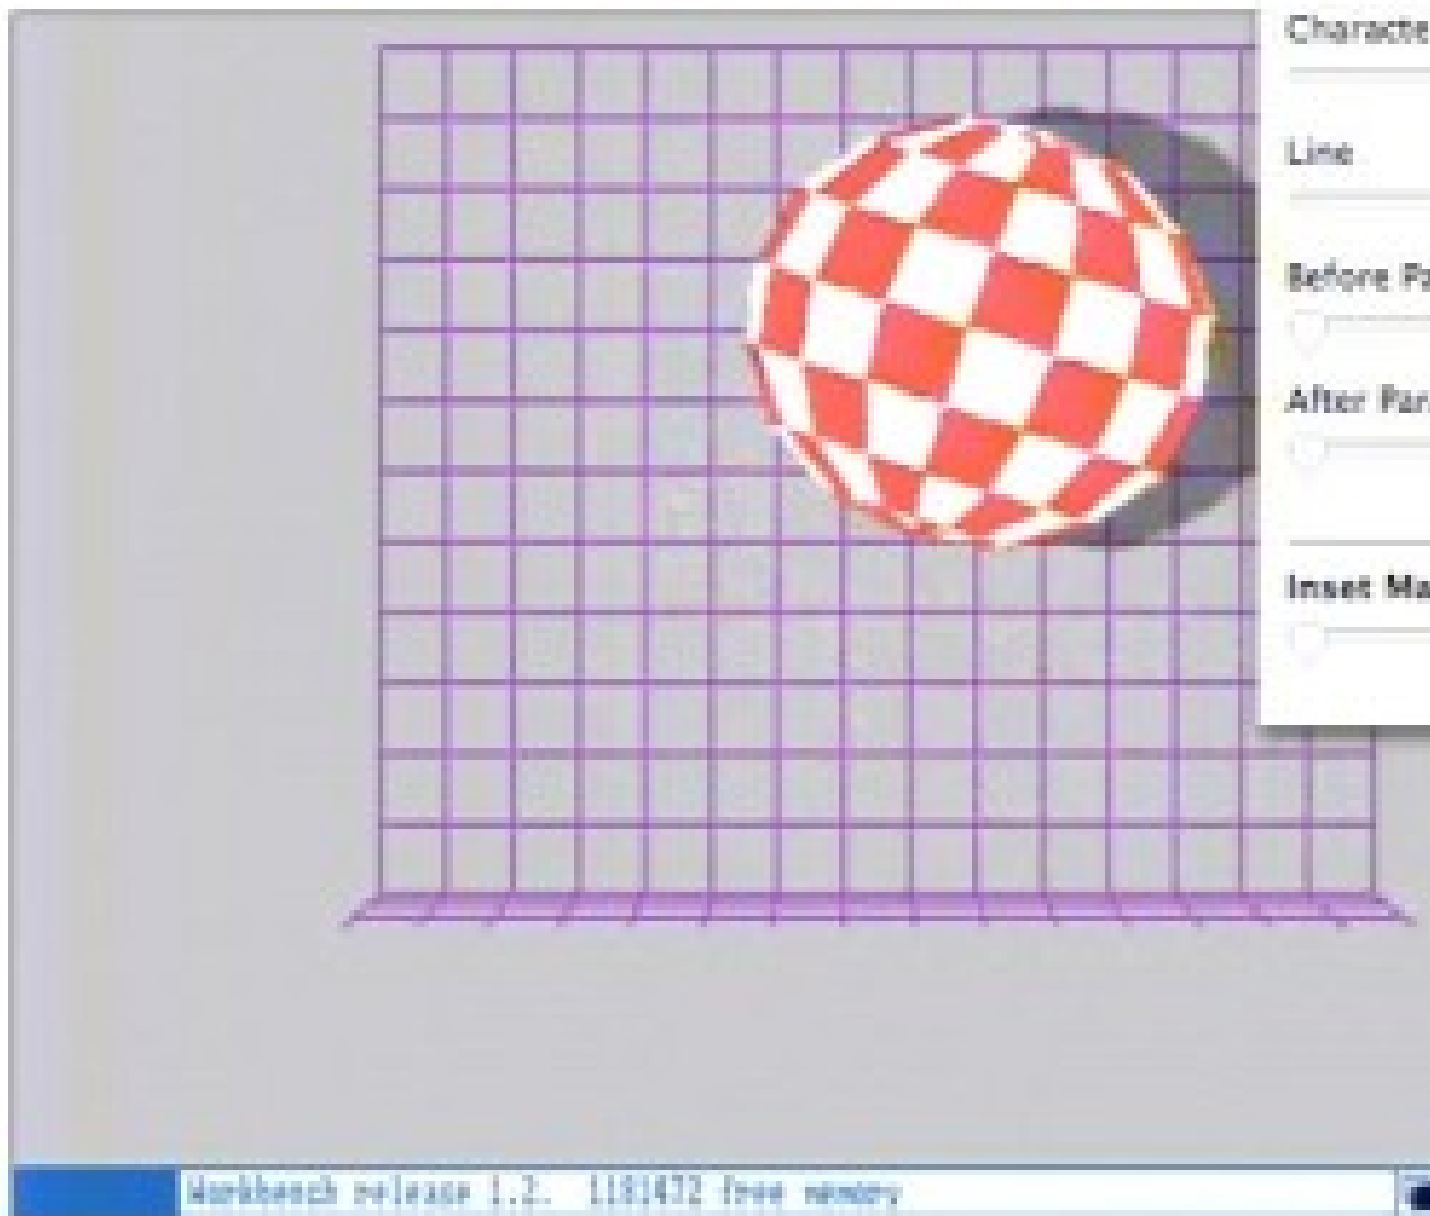 Characte
Line
Before Pa
After Par
Inset Ma
Workbench release 1.2. 1181472 free memory